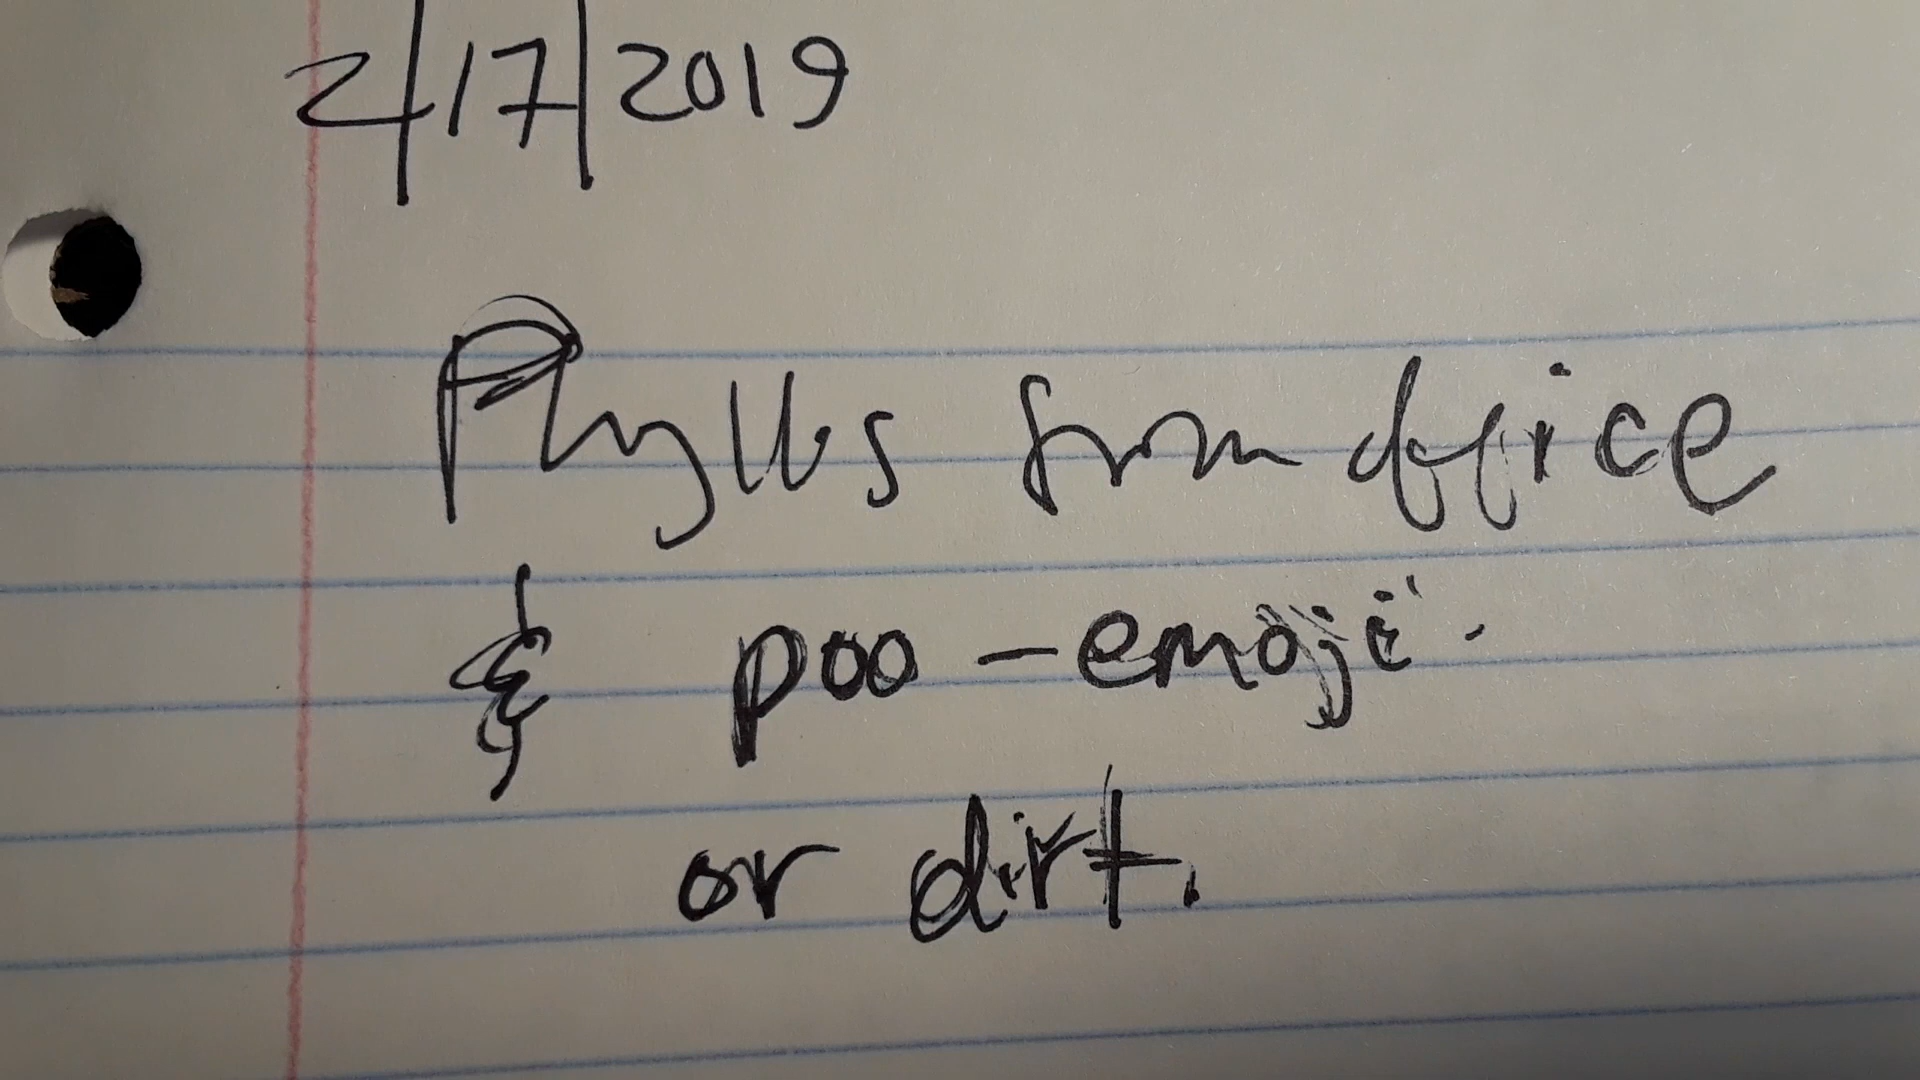 2/17/2019
Phyllis from office
& poo - emoji.
or dirt.